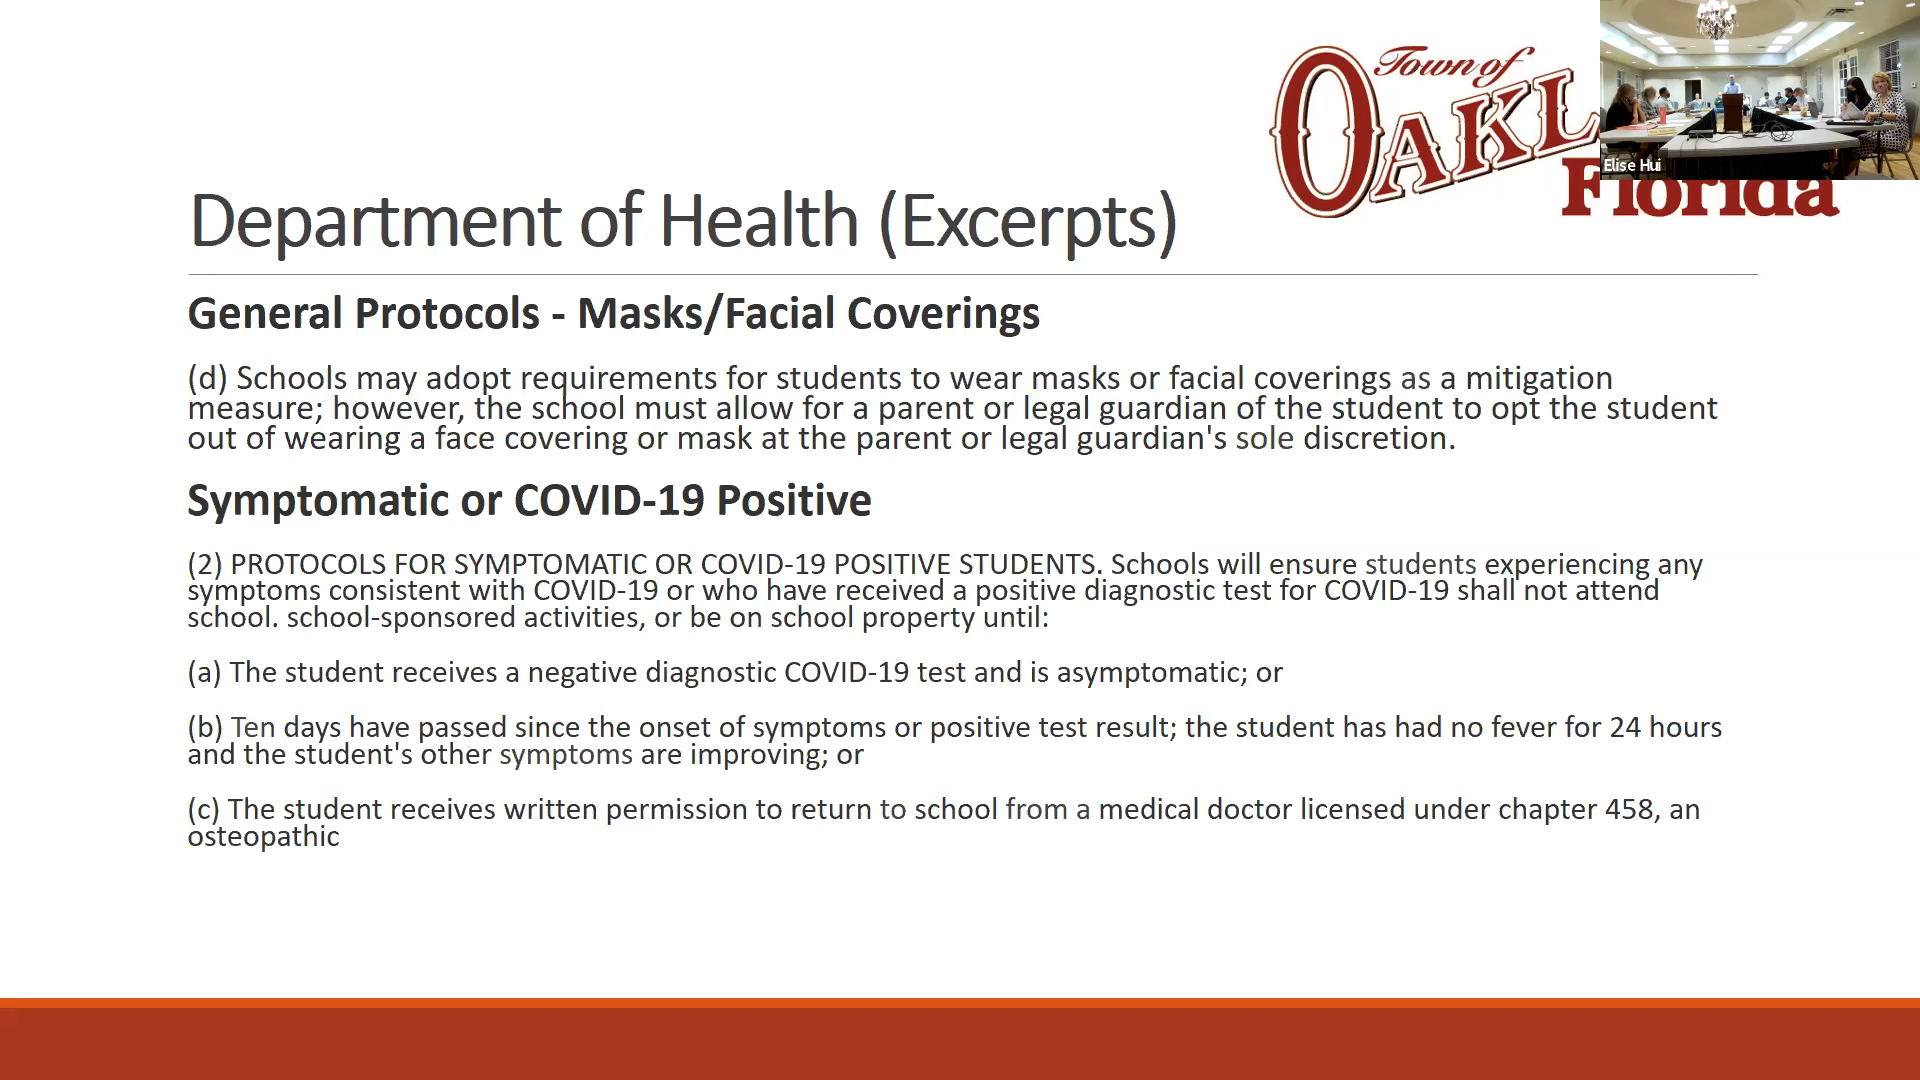 Town of
OAKL
Florida
Elise Hui
Department of Health (Excerpts)
General Protocols - Masks/Facial Coverings
(d) Schools may adopt requirements for students to wear masks or facial coverings as a mitigation
measure; however, the school must allow for a parent or legal guardian of the student to opt the student
out of wearing a face covering or mask at the parent or legal guardian's sole discretion.
Symptomatic or COVID-19 Positive
(2) PROTOCOLS FOR SYMPTOMATIC OR COVID-19 POSITIVE STUDENTS. Schools will ensure students experiencing any
symptoms consistent with COVID-19 or who have received a positive diagnostic test for COVID-19 shall not attend
school. school-sponsored activities, or be on school property until:
(a) The student receives a negative diagnostic COVID-19 test and is asymptomatic; or
(b) Ten days have passed since the onset of symptoms or positive test result; the student has had no fever for 24 hours
and the student's other symptoms are improving; or
(c) The student receives written permission to return to school from a medical doctor licensed under chapter 458, an
osteopathic